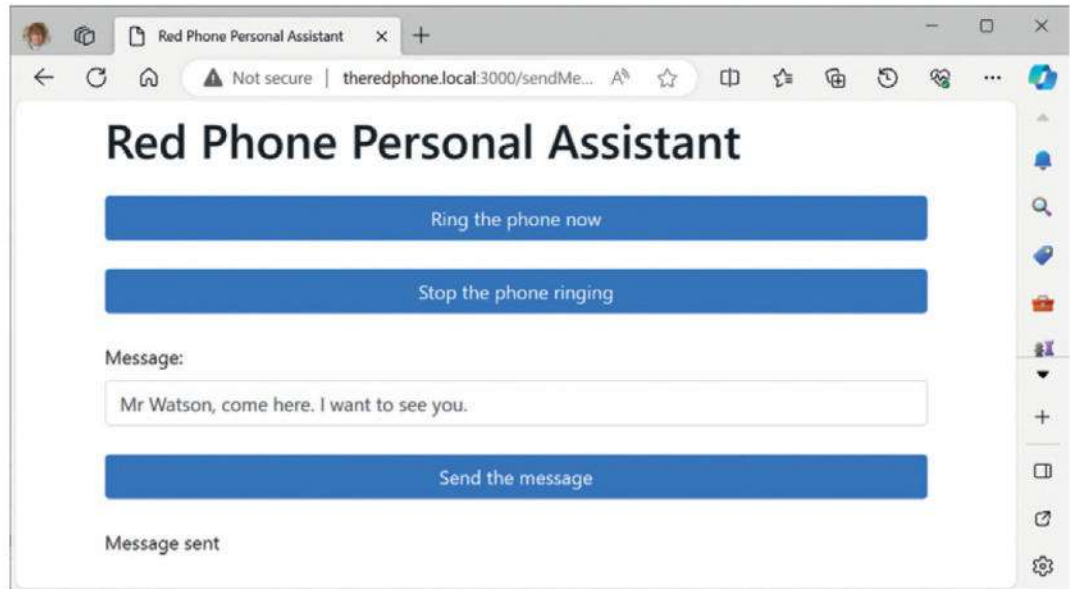 Red Phone Personal Assistant
Not secure | theredphone.local:3000/sendMe...
Red Phone Personal Assistant
Ring the phone now
Stop the phone ringing
Message:
Mr Watson, come here. I want to see you.
Send the message
Message sent